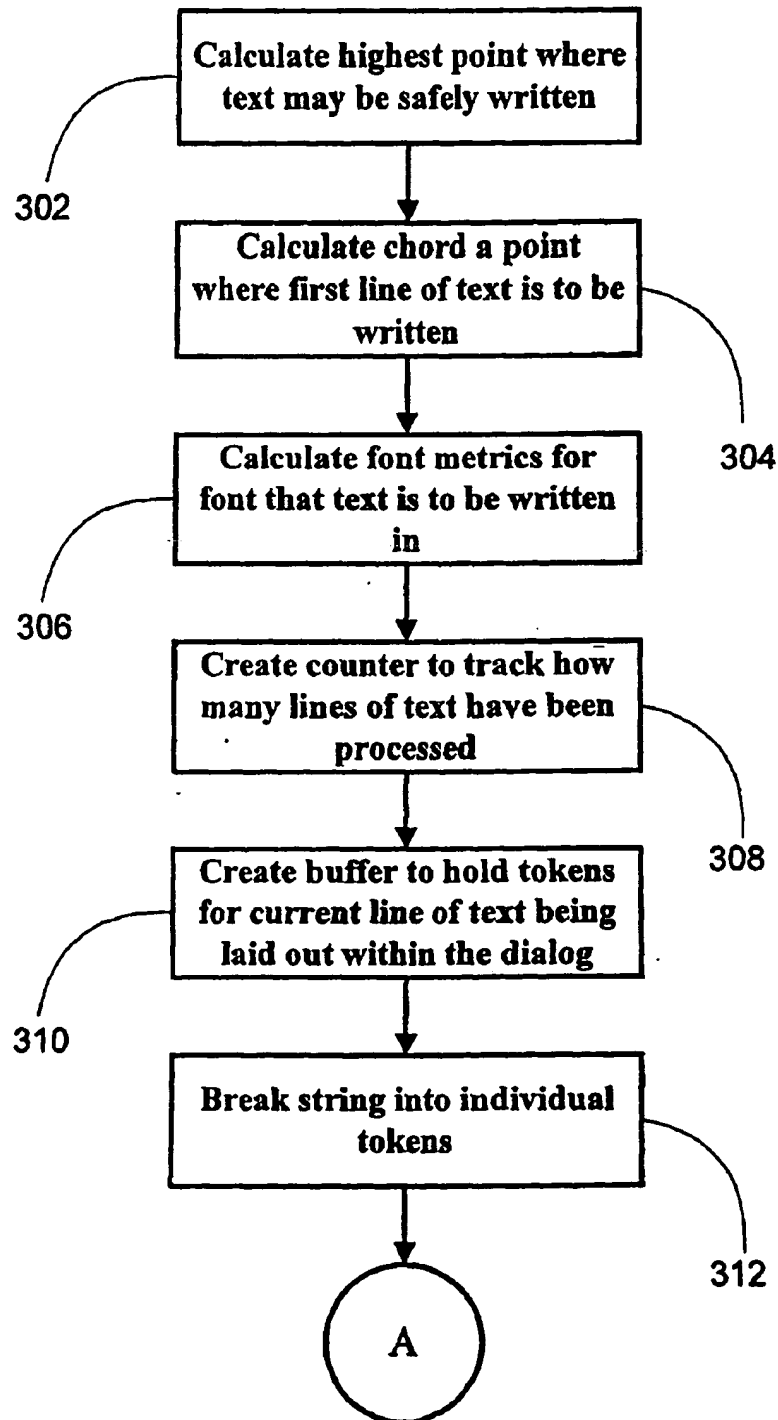 Calculate highest point where
text may be safely written
302
Calculate chord a point
where first line of text is to be
written
304
Calculate font metrics for
font that text is to be written
in
306
Create counter to track how
many lines of text have been
processed
308
Create buffer to hold tokens
for current line of text being
laid out within the dialog
310
Break string into individual
tokens
312
A